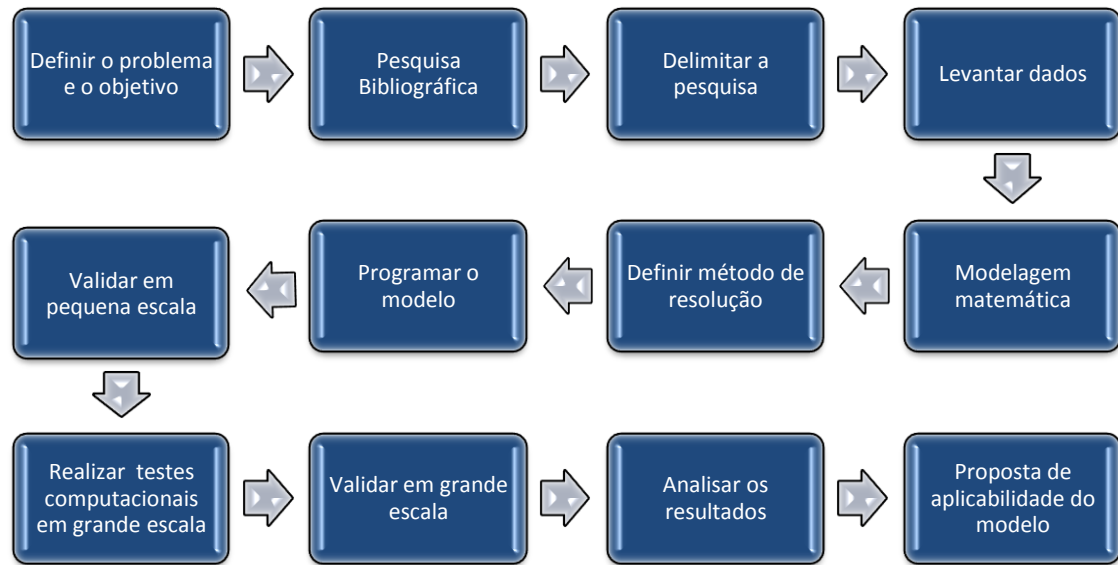 Definir o problema
e o objetivo
Pesquisa
Bibliográfica
Delimitar a
pesquisa
Levantar dados
Modelagem
matemática
Definir método de
resolução
Programar o
modelo
Validar em
pequena escala
Realizar testes
computacionais
em grande escala
Validar em grande
escala
Analisar os
resultados
Proposta de
aplicabilidade do
modelo